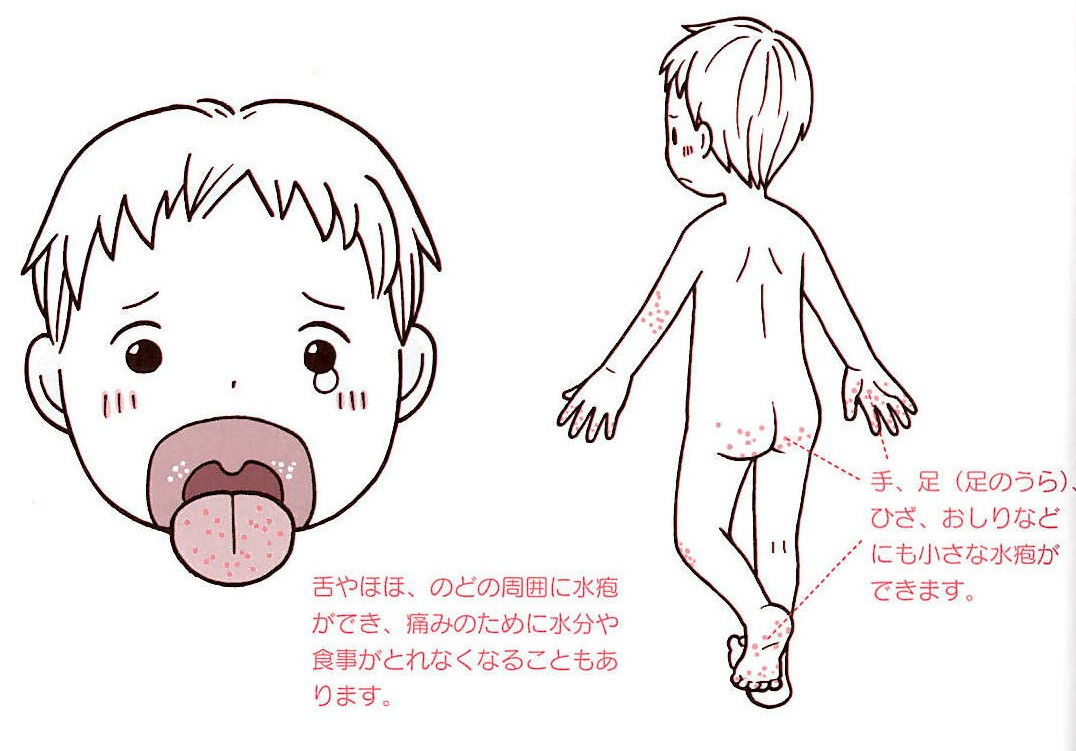 舌やほほ、のどの周囲に水疱
ができ、痛みのために水分や
食事がとれなくなることもあ
ります。
手、足（足のうら）、
ひざ、おしりなど
にも小さな水疱が
できます。